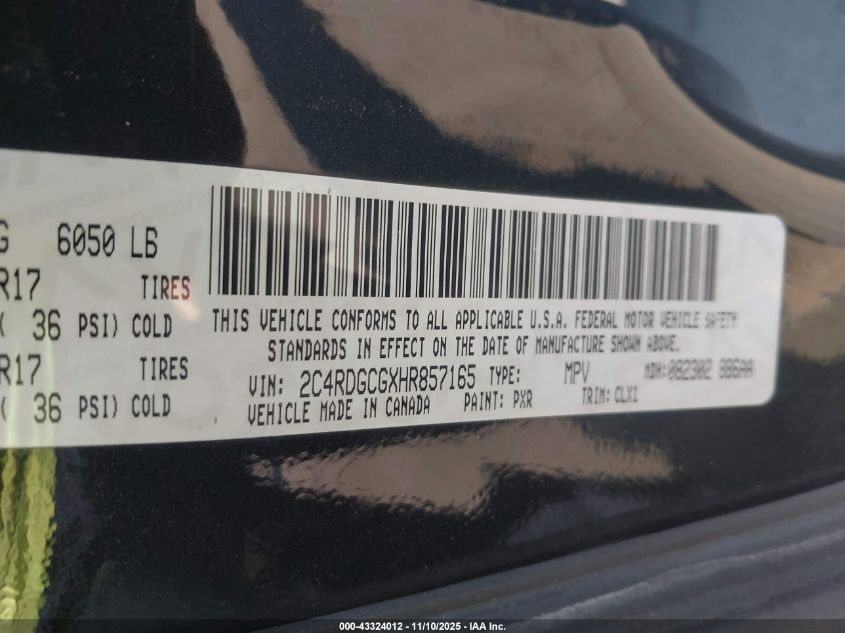 G 6050 LB
R17 TIRES
( 36 PSI) COLD
R17 TIRES
( 36 PSI) COLD
THIS VEHICLE CONFORMS TO ALL APPLICABLE U.S.A. FEDERAL MOTOR VEHICLE SAFETY
STANDARDS IN EFFECT ON THE DATE OF MANUFACTURE SHOWN ABOVE.
VIN: 2C4RDGCGXHR857165 TYPE: MPV MDH: 082302 886AA
VEHICLE MADE IN CANADA PAINT: PXR TRIM: CLX1
000-43324012 - 11/10/2025 - IAA Inc.